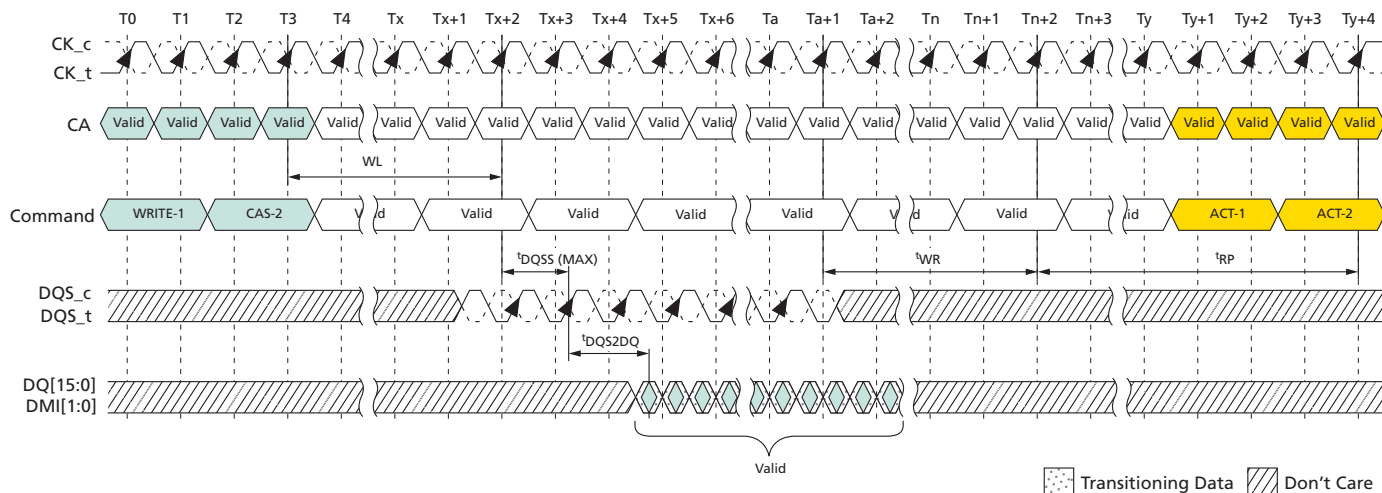 T0 T1 T2 T3 T4 Tx Tx+1 Tx+2 Tx+3 Tx+4 Tx+5 Tx+6 Ta Ta+1 Ta+2 Tn Tn+1 Tn+2 Tn+3 Ty Ty+1 Ty+2 Ty+3 Ty+4
CK_c
CK_t
CA Valid Valid Valid Valid Valid Valid Valid Valid Valid Valid Valid Valid Valid Valid Valid Valid Valid Valid Valid Valid Valid Valid Valid Valid
WL
Command WRITE-1 CAS-2 Valid Valid Valid Valid Valid Valid Valid Valid ACT-1 ACT-2
tDQSS (MAX) tWR tRP
DQS_c
DQS_t
tDQS2DQ
DQ[15:0]
DMI[1:0]
Valid
Transitioning Data Don't Care